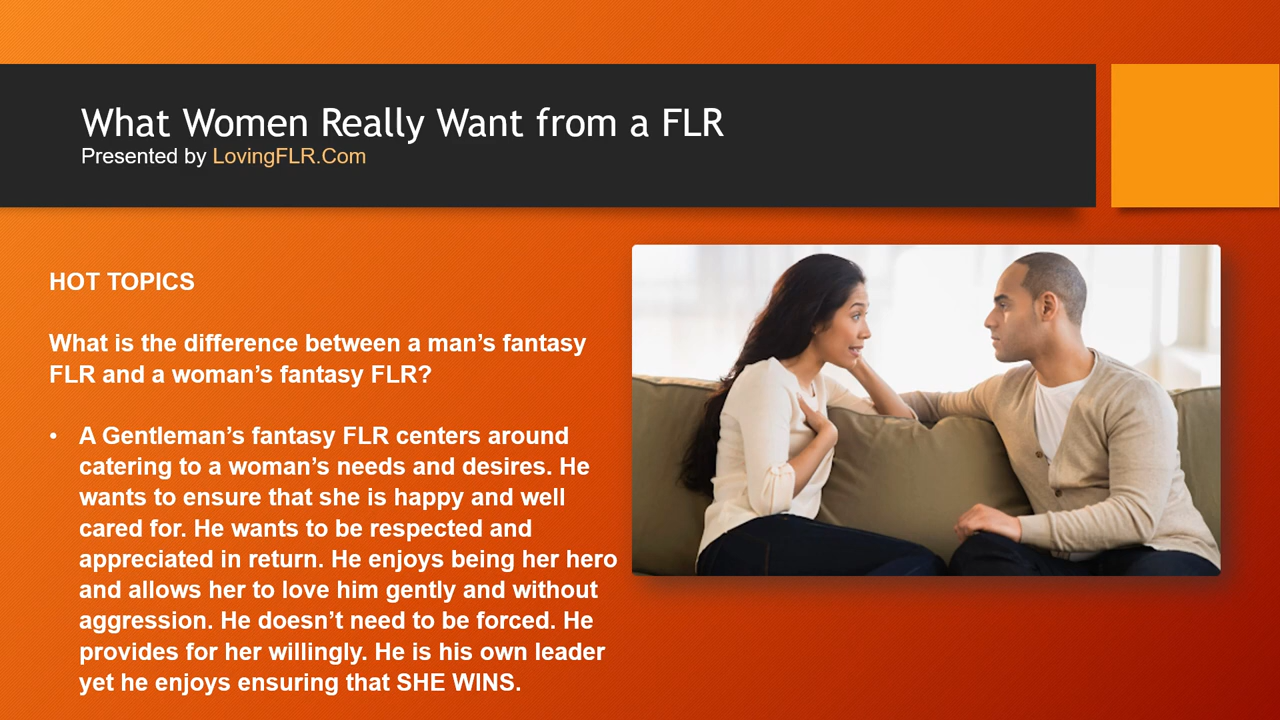 What Women Really Want from a FLR
Presented by LovingFLR.Com
HOT TOPICS
What is the difference between a man’s fantasy
FLR and a woman’s fantasy FLR?
• A Gentleman’s fantasy FLR centers around
catering to a woman’s needs and desires. He
wants to ensure that she is happy and well
cared for. He wants to be respected and
appreciated in return. He enjoys being her hero
and allows her to love him gently and without
aggression. He doesn’t need to be forced. He
provides for her willingly. He is his own leader
yet he enjoys ensuring that SHE WINS.